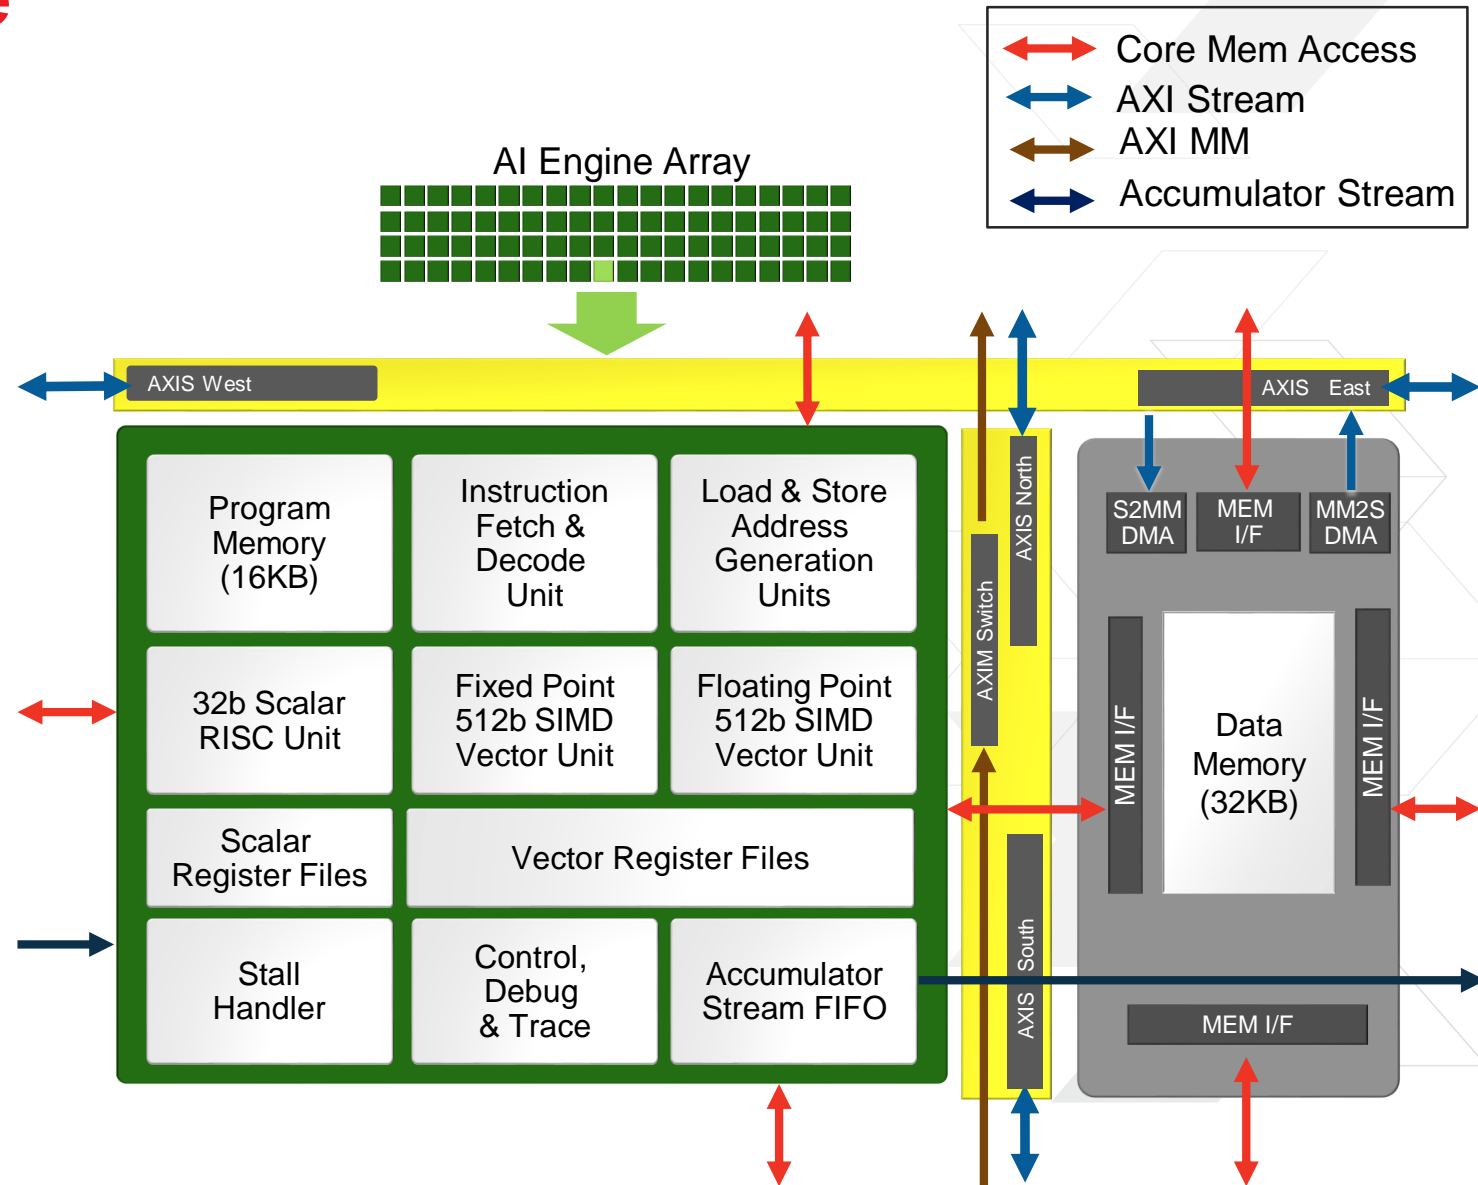 Core Mem Access
AXI Stream
AXI MM
Accumulator Stream
AI Engine Array
AXIS West
AXIS East
Program
Memory
(16KB)
Instruction
Fetch &
Decode
Unit
Load & Store
Address
Generation
Units
32b Scalar
RISC Unit
Fixed Point
512b SIMD
Vector Unit
Floating Point
512b SIMD
Vector Unit
Scalar
Register Files
Vector Register Files
Stall
Handler
Control,
Debug
& Trace
Accumulator
Stream FIFO
AXIM Switch
AXIS North
AXIS South
S2MM
DMA
MEM
I/F
MM2S
DMA
MEM I/F
Data
Memory
(32KB)
MEM I/F
MEM I/F